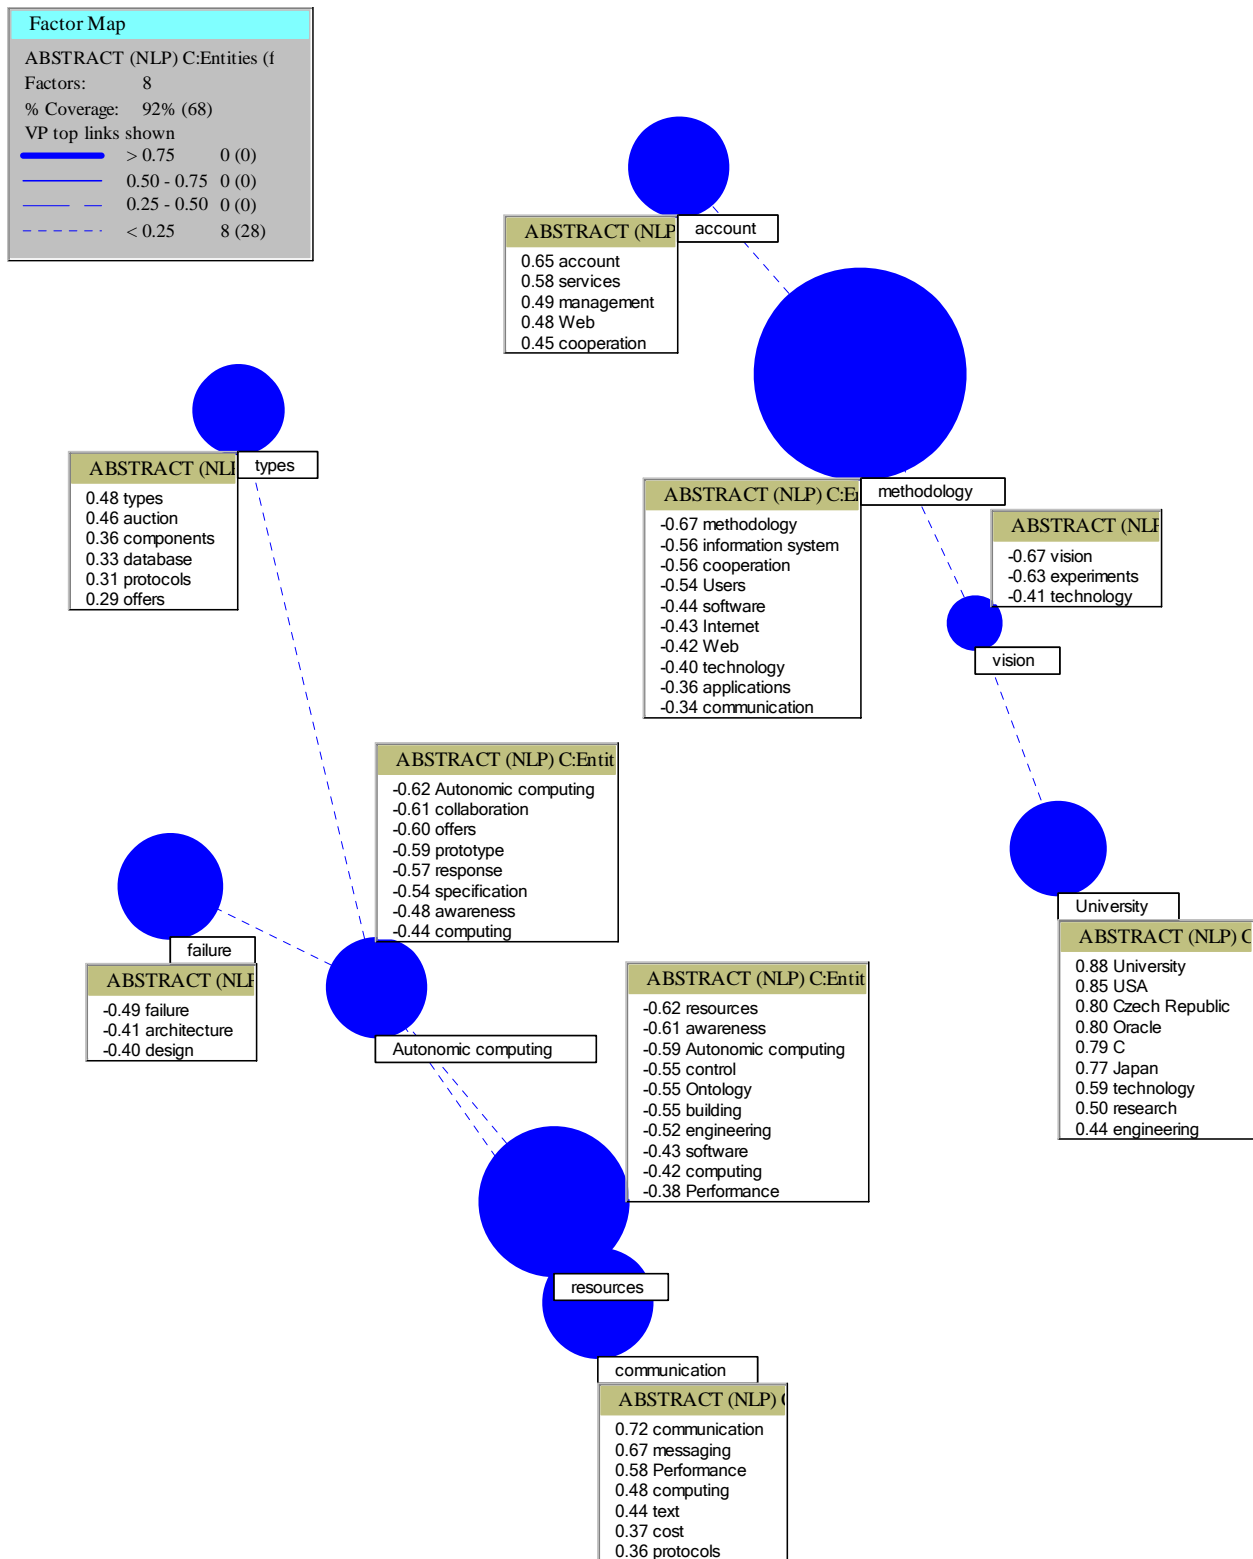 Factor Map
ABSTRACT (NLP) C:Entities (f
Factors: 8
% Coverage: 92% (68)
VP top links shown
> 0.75 0 (0)
0.50 - 0.75 0 (0)
0.25 - 0.50 0 (0)
< 0.25 8 (28)
account
ABSTRACT (NLP
0.65 account
0.58 services
0.49 management
0.48 Web
0.45 cooperation
types
ABSTRACT (NL
0.48 types
0.46 auction
0.36 components
0.33 database
0.31 protocols
0.29 offers
methodology
ABSTRACT (NLP) C:E
-0.67 methodology
-0.56 information system
-0.56 cooperation
-0.54 Users
-0.44 software
-0.43 Internet
-0.42 Web
-0.40 technology
-0.36 applications
-0.34 communication
ABSTRACT (NLP
-0.67 vision
-0.63 experiments
-0.41 technology
vision
ABSTRACT (NLP) C:Entit
-0.62 Autonomic computing
-0.61 collaboration
-0.60 offers
-0.59 prototype
-0.57 response
-0.54 specification
-0.48 awareness
-0.44 computing
Autonomic computing
failure
ABSTRACT (NLP
-0.49 failure
-0.41 architecture
-0.40 design
University
ABSTRACT (NLP) C
0.88 University
0.85 USA
0.80 Czech Republic
0.80 Oracle
0.79 C
0.77 Japan
0.59 technology
0.50 research
0.44 engineering
ABSTRACT (NLP) C:Entit
-0.62 resources
-0.61 awareness
-0.59 Autonomic computing
-0.55 control
-0.55 Ontology
-0.55 building
-0.52 engineering
-0.43 software
-0.42 computing
-0.38 Performance
resources
communication
ABSTRACT (NLP)
0.72 communication
0.67 messaging
0.58 Performance
0.48 computing
0.44 text
0.37 cost
0.36 protocols